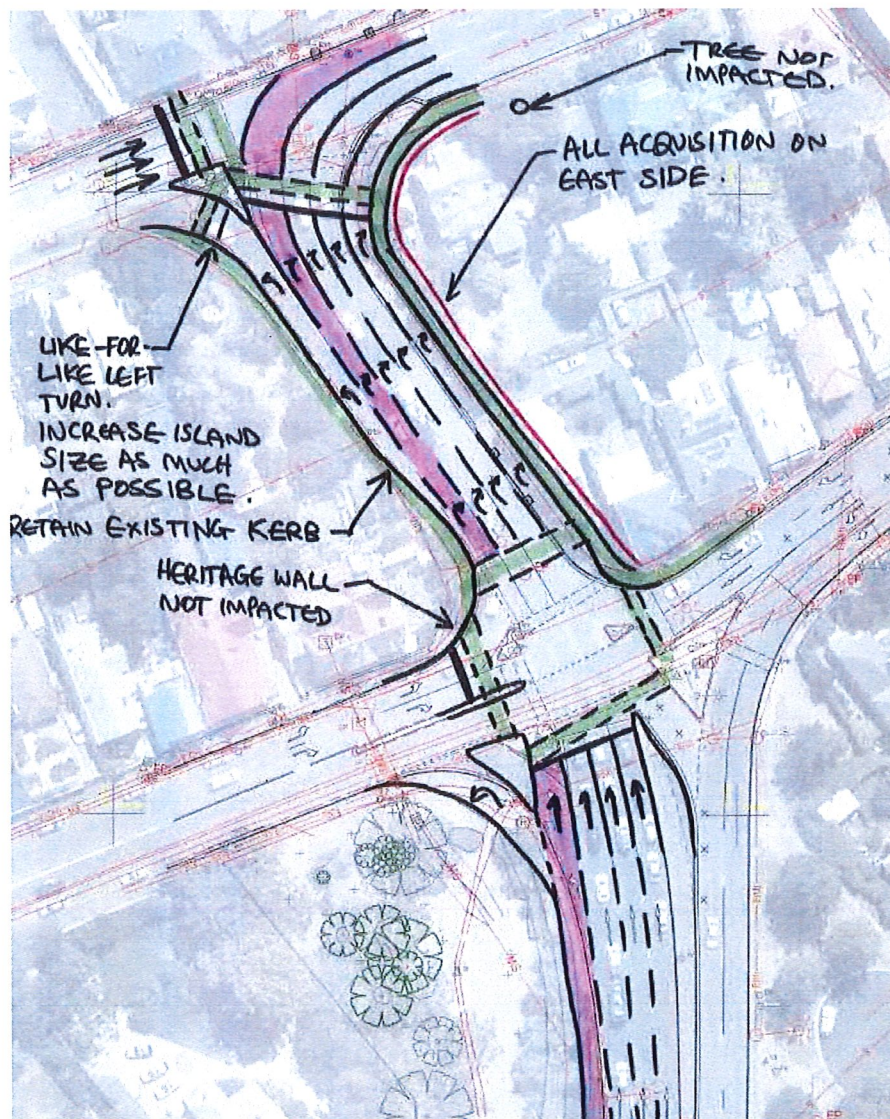 TREE NOT
IMPACTED.
ALL ACQUISITION ON
EAST SIDE.
LIKE-FOR-
LIKE LEFT
TURN.
INCREASE ISLAND
SIZE AS MUCH
AS POSSIBLE.
RETAIN EXISTING KERB
HERITAGE WALL
NOT IMPACTED